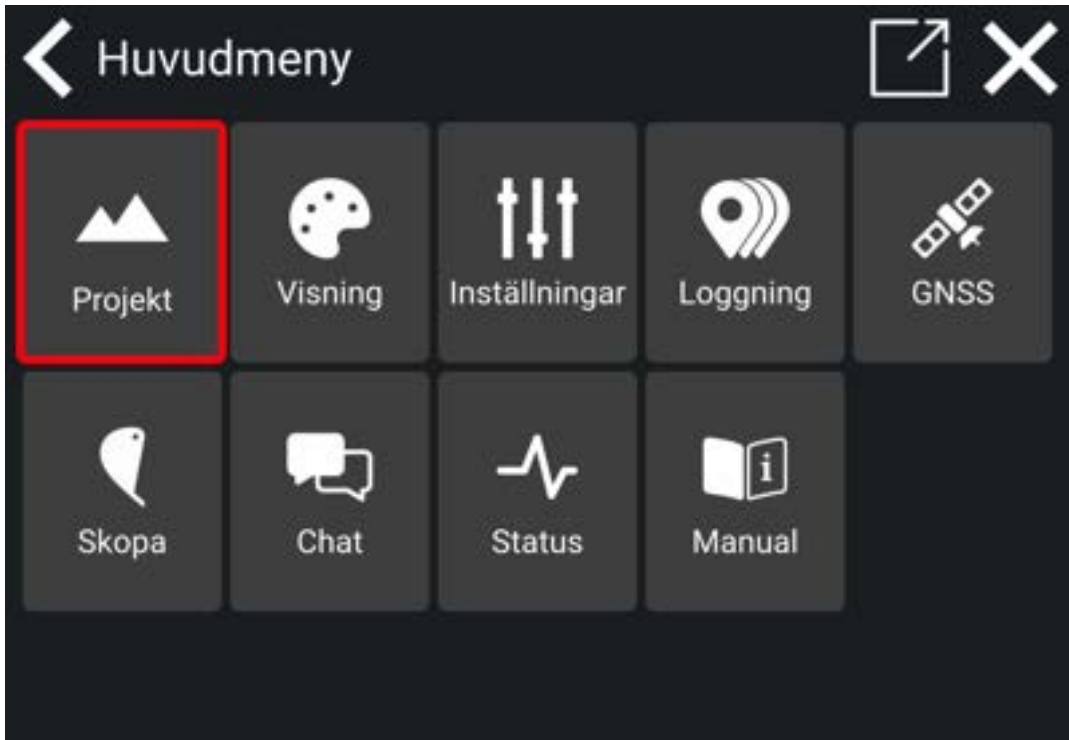 Huvudmeny
Projekt
Visning
Inställningar
Loggning
GNSS
Skopa
Chat
Status
i
Manual